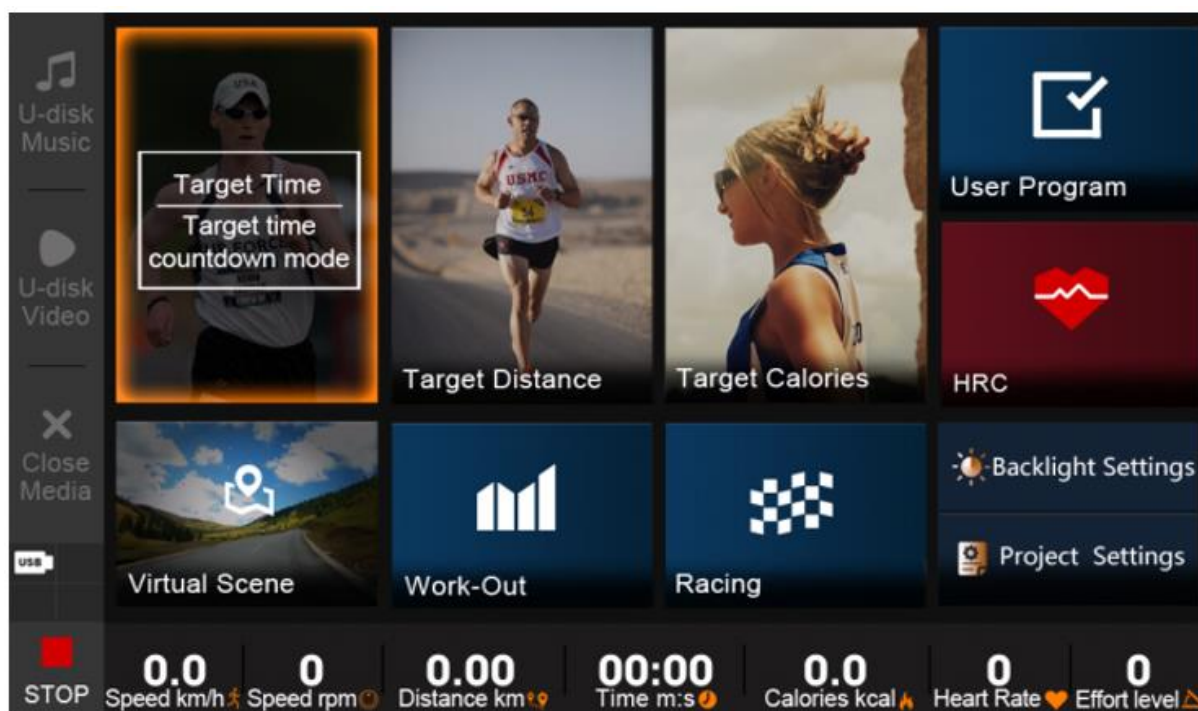 U-disk
Music
U-disk
Video
Close
Media
USB
STOP
USA
Target Time
Target time
countdown mode
USMC
Target Distance
Target Calories
User Program
HRC
Virtual Scene
Work-Out
Racing
Backlight Settings
Project Settings
0.0
Speed km/h
0
Speed rpm
0.00
Distance km
00:00
Time m:s
0.0
Calories kcal
0
Heart Rate
0
Effort level